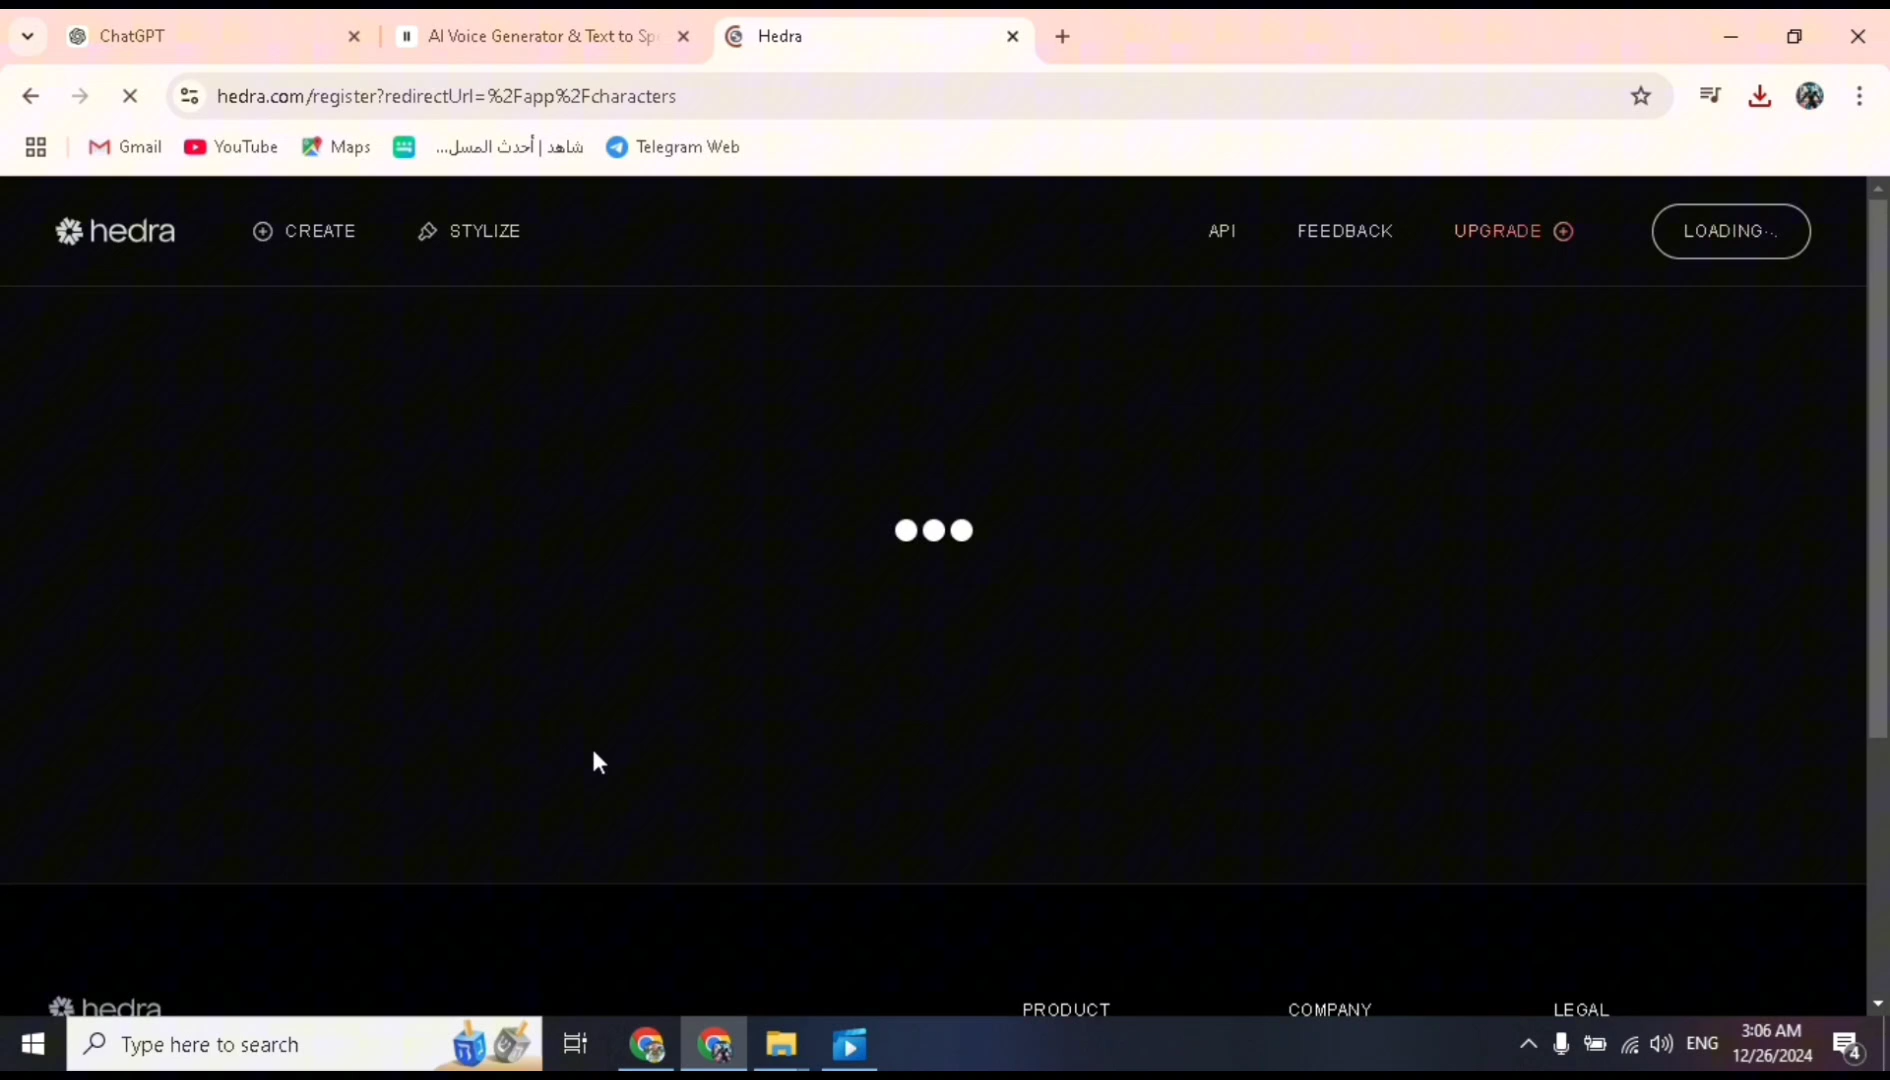 ChatGPT
AI Voice Generator & Text to Sp
Hedra
hedra.com/register?redirectUrl=%2Fapp%2Fcharacters
Gmail
YouTube
Maps
شاهد | أحدث المسل...
Telegram Web
hedra
CREATE
STYLIZE
API
FEEDBACK
UPGRADE
LOADING...
hedra
PRODUCT
COMPANY
LEGAL
Type here to search
ENG
3:06 AM
12/26/2024
4